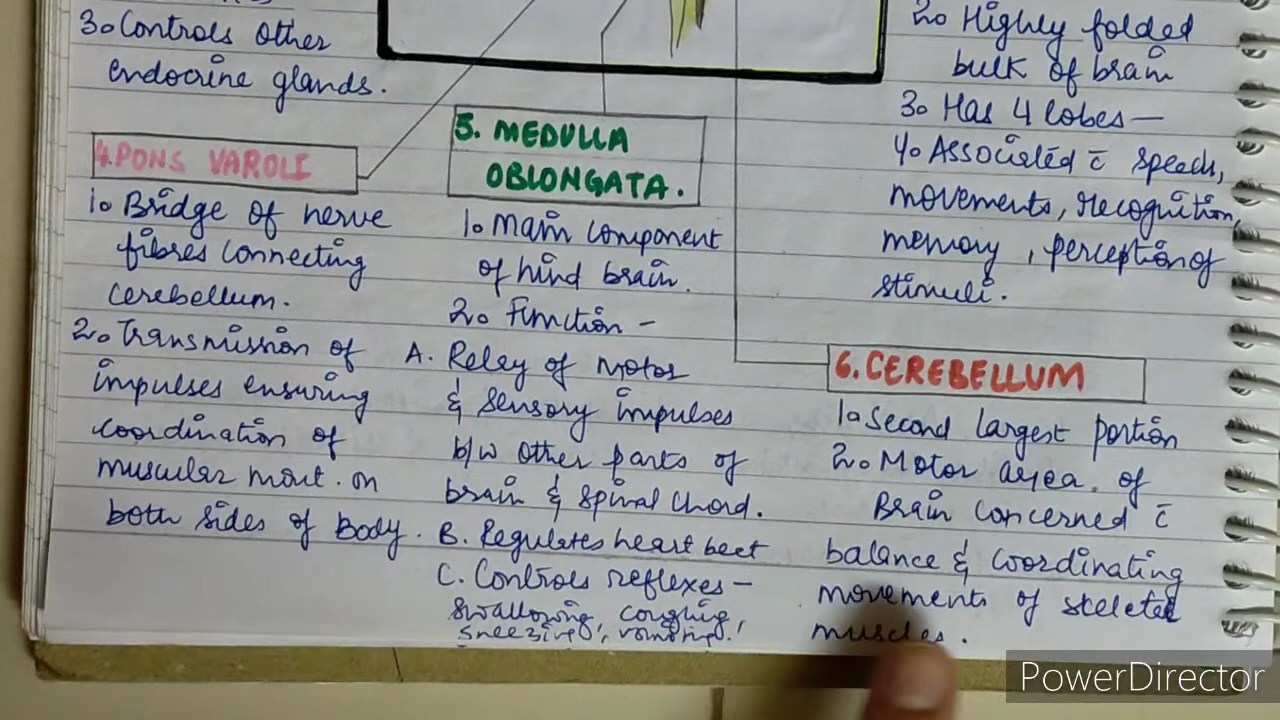 3. Controls other
endocrine glands.
4. PONS VAROLI
1. Bridge of nerve
fibres connecting
cerebellum.
2. Transmission of
impulses ensuring
coordination of
muscular movt. on
both sides of Body.
5. MEDULLA
OBLONGATA.
1. Main component
of hind brain.
2. Function -
A. Relay of motor
& sensory impulses
b/w other parts of
brain & spinal chord.
B. Regulates heart beet
C. Controls reflexes -
swallowing, coughing,
sneezing, vomiting.
2. Highly folded
bulk of brain
3. Has 4 lobes -
4. Associated c̄ speech,
movements, recognition,
memory, perception of
stimuli.
6. CEREBELLUM
1. Second largest portion
2. Motor area of
Brain concerned c̄
balance & coordinating
movements of skeletal
muscles.
PowerDirector